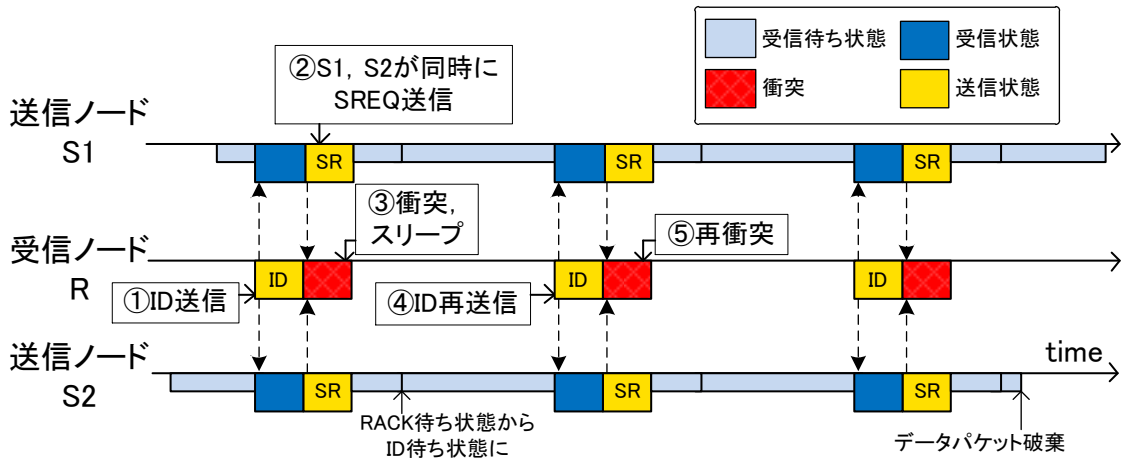 受信待ち状態
受信状態
衝突
送信状態
②S1, S2が同時に
SREQ送信
送信ノード
S1
SR
SR
SR
③衝突,
スリープ
⑤再衝突
受信ノード
R
ID
ID
ID
①ID送信
④ID再送信
送信ノード
S2
time
SR
SR
SR
RACK待ち状態から
ID待ち状態に
データパケット破棄